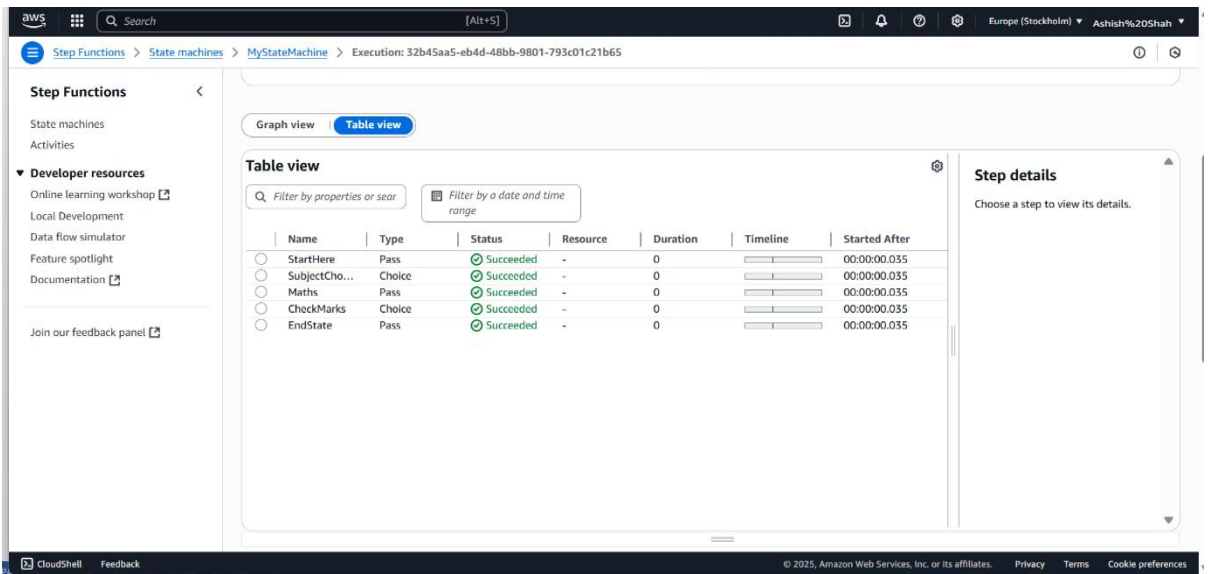 aws Search [Alt+S] Europe (Stockholm) ▼ Ashish%20Shah ▼
Step Functions > State machines > MyStateMachine > Execution: 32b45aa5-eb4d-48bb-9801-793c01c21b65
Step Functions
State machines
Activities
Developer resources
Online learning workshop
Local Development
Data flow simulator
Feature spotlight
Documentation
Join our feedback panel
Graph view Table view
Table view
Filter by properties or sear
Filter by a date and time
range
Name Type Status Resource Duration Timeline Started After
StartHere Pass Succeeded - 0 00:00:00.035
SubjectCho... Choice Succeeded - 0 00:00:00.035
Maths Pass Succeeded - 0 00:00:00.035
CheckMarks Choice Succeeded - 0 00:00:00.035
EndState Pass Succeeded - 0 00:00:00.035
Step details
Choose a step to view its details.
CloudShell Feedback © 2025, Amazon Web Services, Inc. or its affiliates. Privacy Terms Cookie preferences